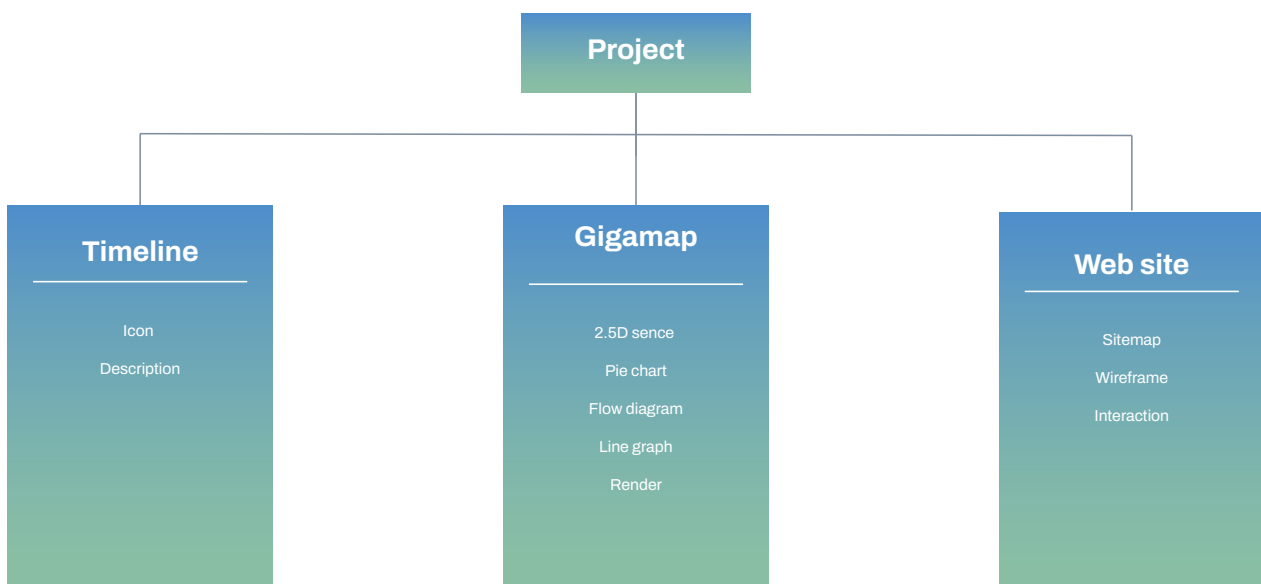 Project
Timeline
Icon
Description
Gigamap
2.5D sence
Pie chart
Flow diagram
Line graph
Render
Web site
Sitemap
Wireframe
Interaction